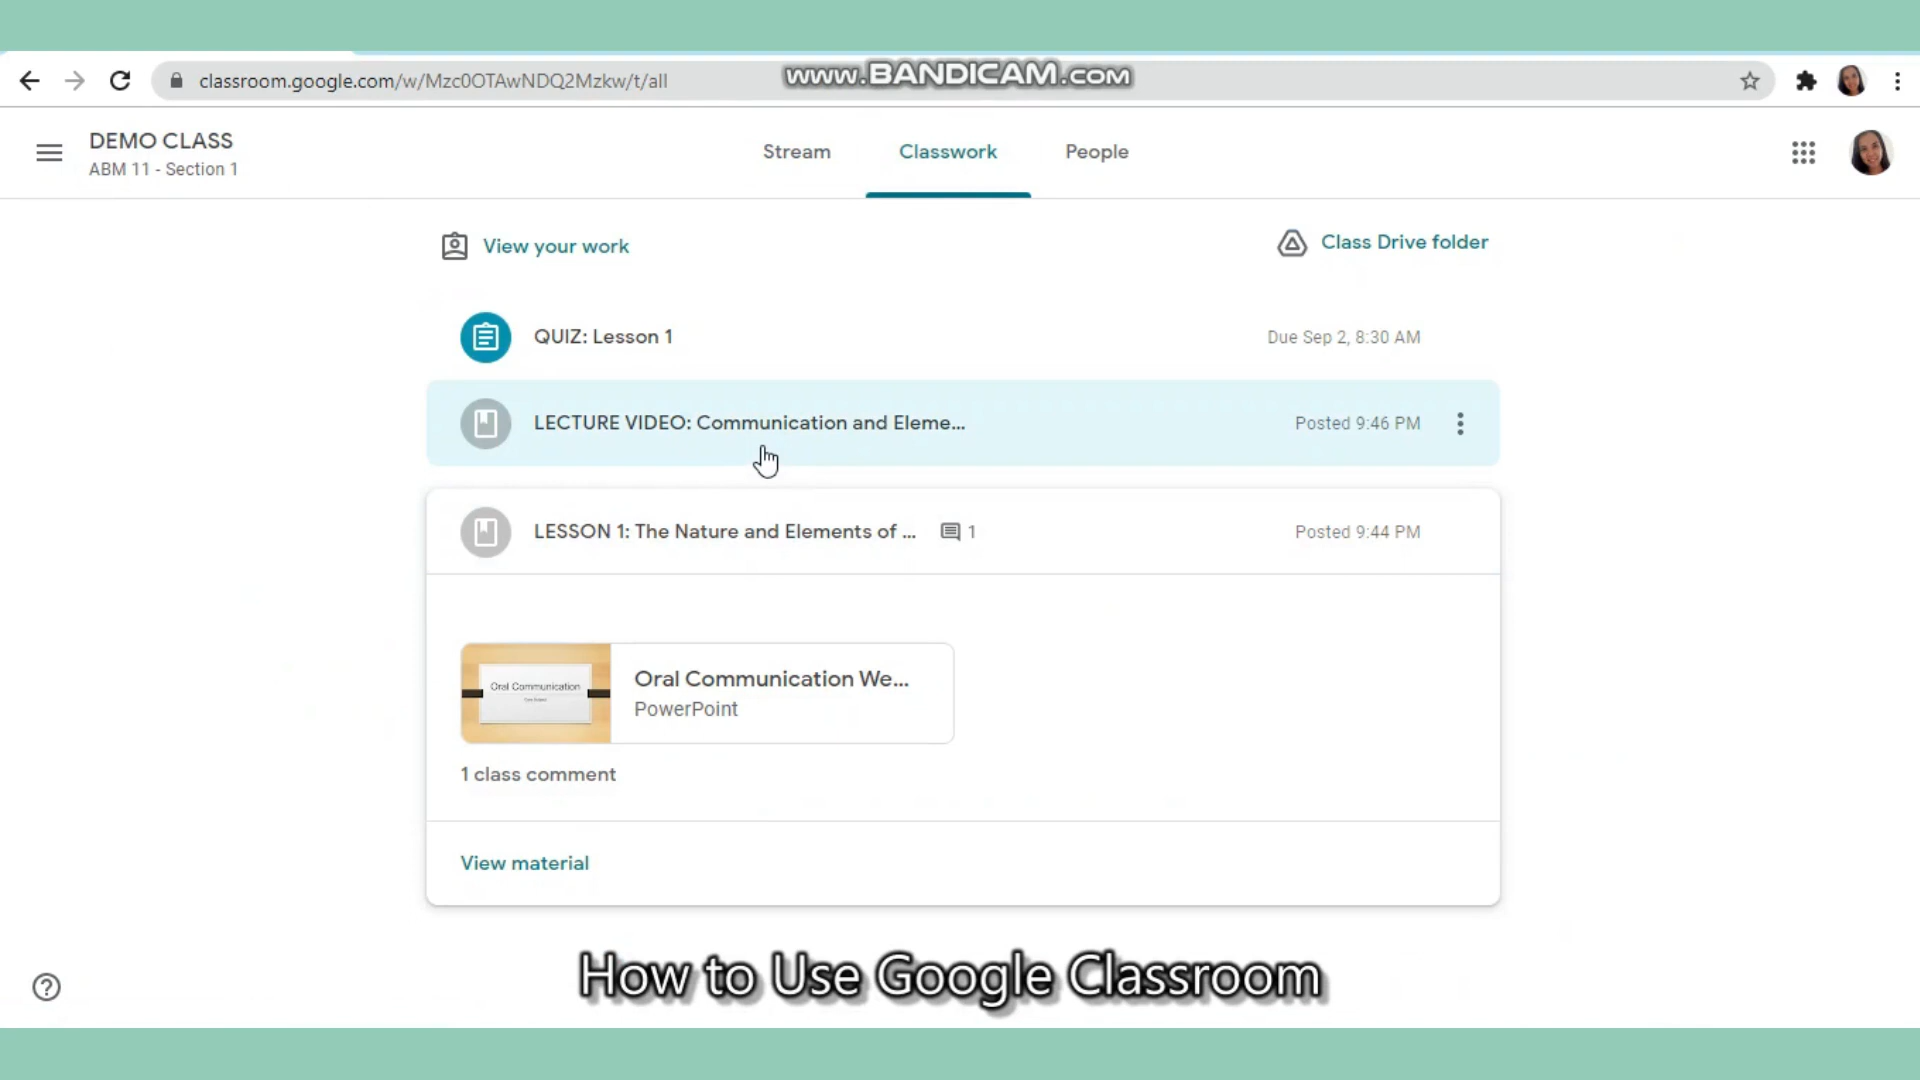 classroom.google.com/w/Mzc0OTAwNDQ2Mzkw/t/all
www.BANDICAM.com
DEMO CLASS
ABM 11 - Section 1
Stream
Classwork
People
View your work
Class Drive folder
QUIZ: Lesson 1
Due Sep 2, 8:30 AM
LECTURE VIDEO: Communication and Eleme...
Posted 9:46 PM
LESSON 1: The Nature and Elements of ...
1
Posted 9:44 PM
Oral Communication
Oral Communication We...
PowerPoint
1 class comment
View material
How to Use Google Classroom